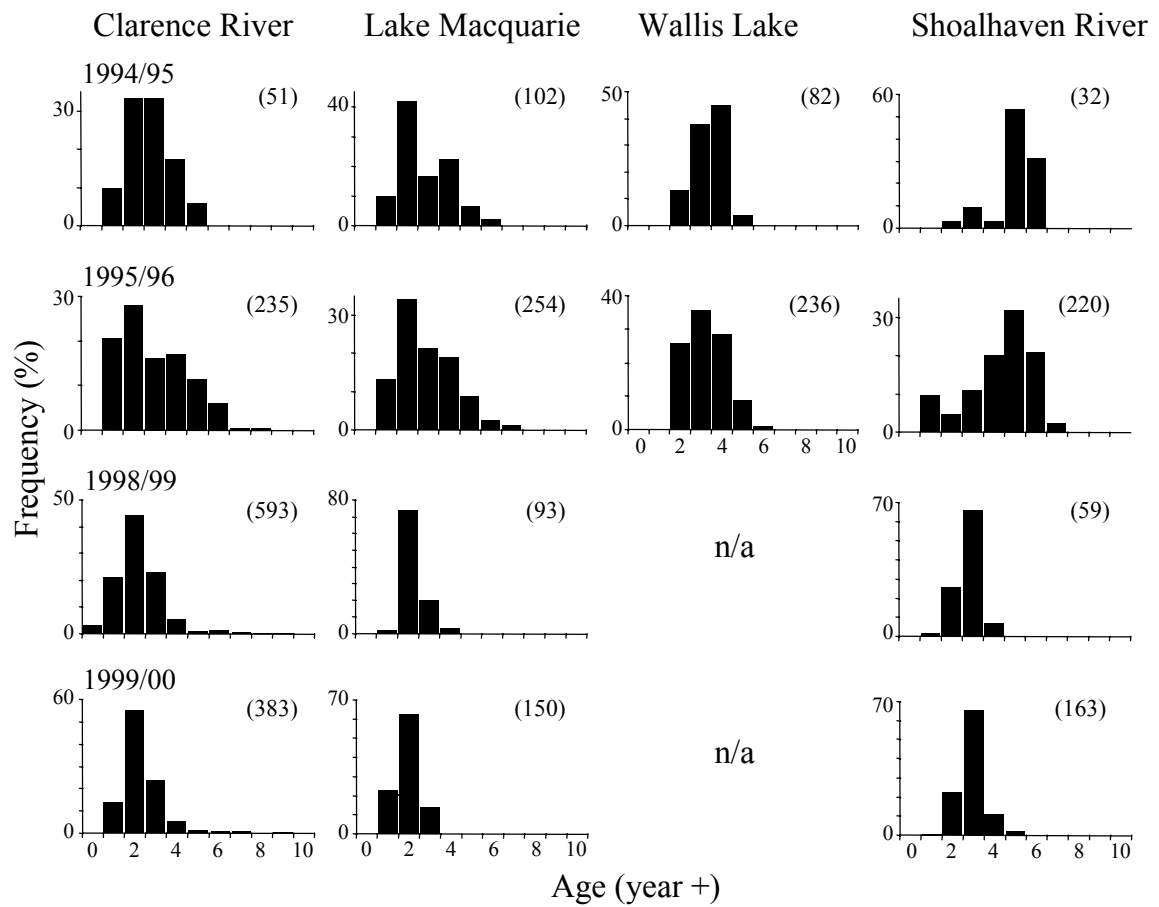 Clarence River Lake Macquarie Wallis Lake Shoalhaven River
1994/95
30 (51) 40 (102) 50 (82) 60 (32)
0 0 0 0
1995/96
30 (235) 30 (254) 40 (236) 30 (220)
0 0 0 0
0 2 4 6 8 10
1998/99
50 (593) 80 (93) 70 (59)
n/a
0 0 0
1999/00
60 (383) 70 (150) 70 (163)
n/a
0 0 0
0 2 4 6 8 10 0 2 4 6 8 10 0 2 4 6 8 10
Frequency (%)
Age (year +)